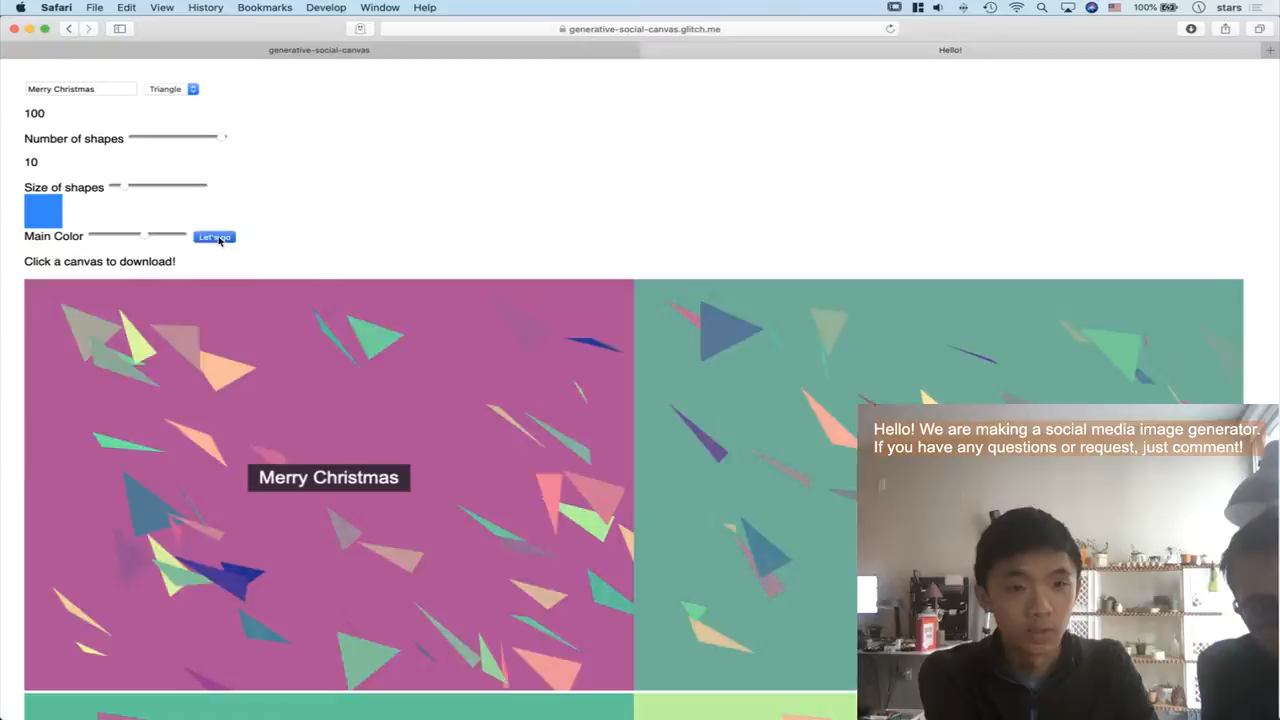 Safari File Edit View History Bookmarks Develop Window Help 100% stars
generative-social-canvas.glitch.me
generative-social-canvas Hello!
Merry Christmas Triangle
100
Number of shapes
10
Size of shapes
Main Color Let's go
Click a canvas to download!
Merry Christmas
Hello! We are making a social media image generator.
If you have any questions or request, just comment!